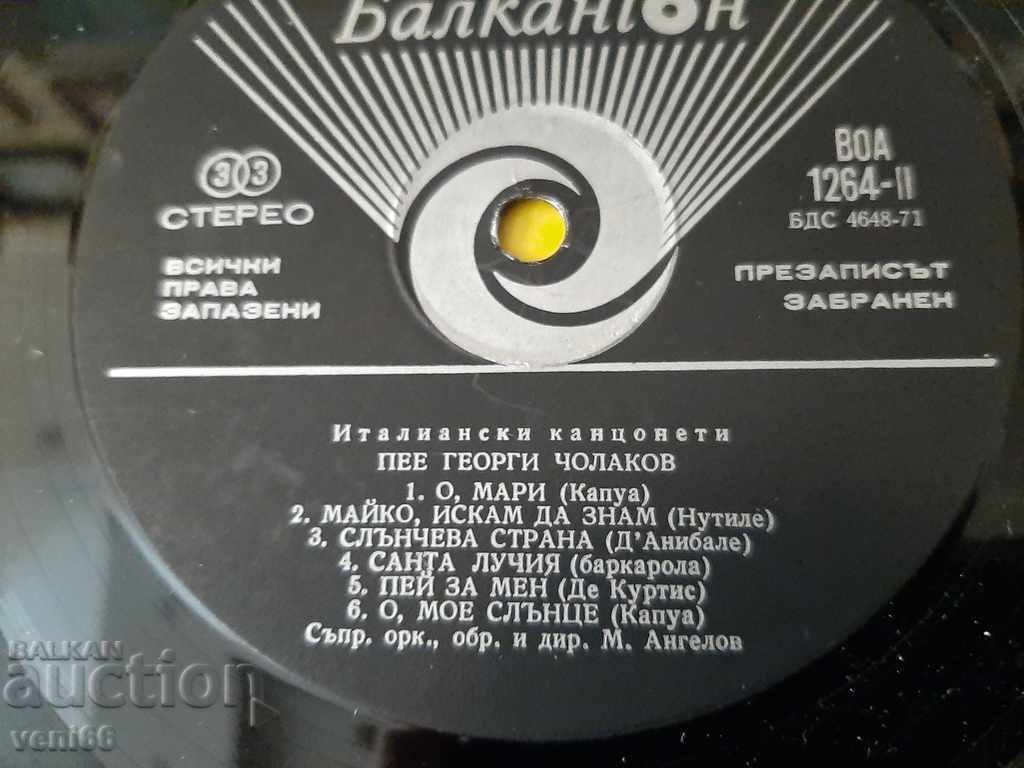 Балкантон
33
СТЕРЕО
ВСИЧКИ
ПРАВА
ЗАПАЗЕНИ
ВОА
1264-II
БДС 4648-71
ПРЕЗАПИСЪТ
ЗАБРАНЕН
Италиански канцонети
ПЕЕ ГЕОРГИ ЧОЛАКОВ
1. О, МАРИ (Капуа)
2. МАЙКО, ИСКАМ ДА ЗНАМ (Нутиле)
3. СЛЪНЧЕВА СТРАНА (Д'Анибале)
4. САНТА ЛУЧИЯ (баркарола)
5. ПЕЙ ЗА МЕН (Де Куртис)
6. О, МОЕ СЛЪНЦЕ (Капуа)
Съпр. орк., обр. и дир. М. Ангелов
BALKAN
auction
veni66